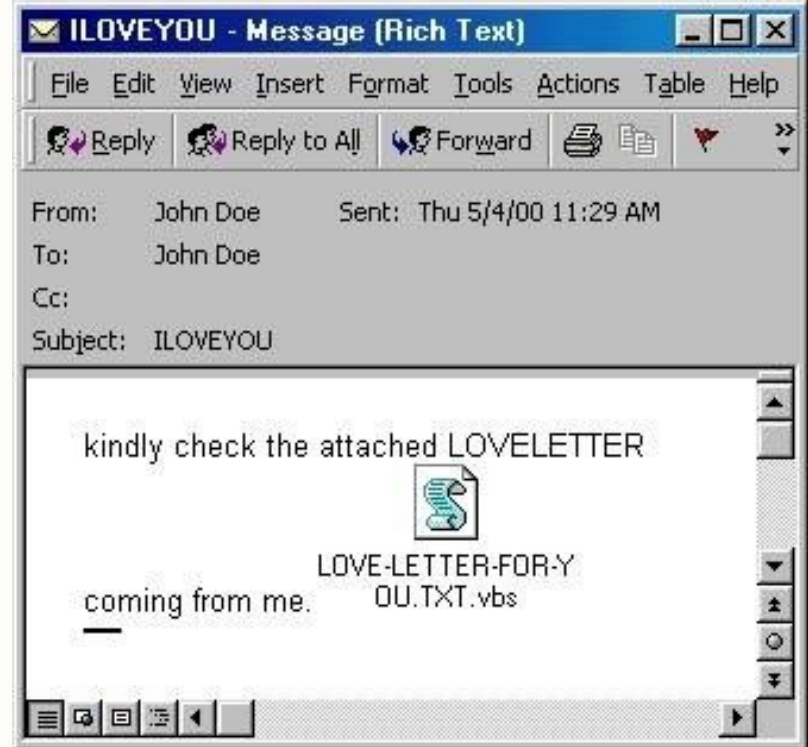 ILOVEYOU - Message (Rich Text)
File Edit View Insert Format Tools Actions Table Help
Reply Reply to All Forward
From: John Doe Sent: Thu 5/4/00 11:29 AM
To: John Doe
Cc:
Subject: ILOVEYOU
kindly check the attached LOVELETTER
LOVE-LETTER-FOR-Y
OU.TXT.vbs
coming from me.